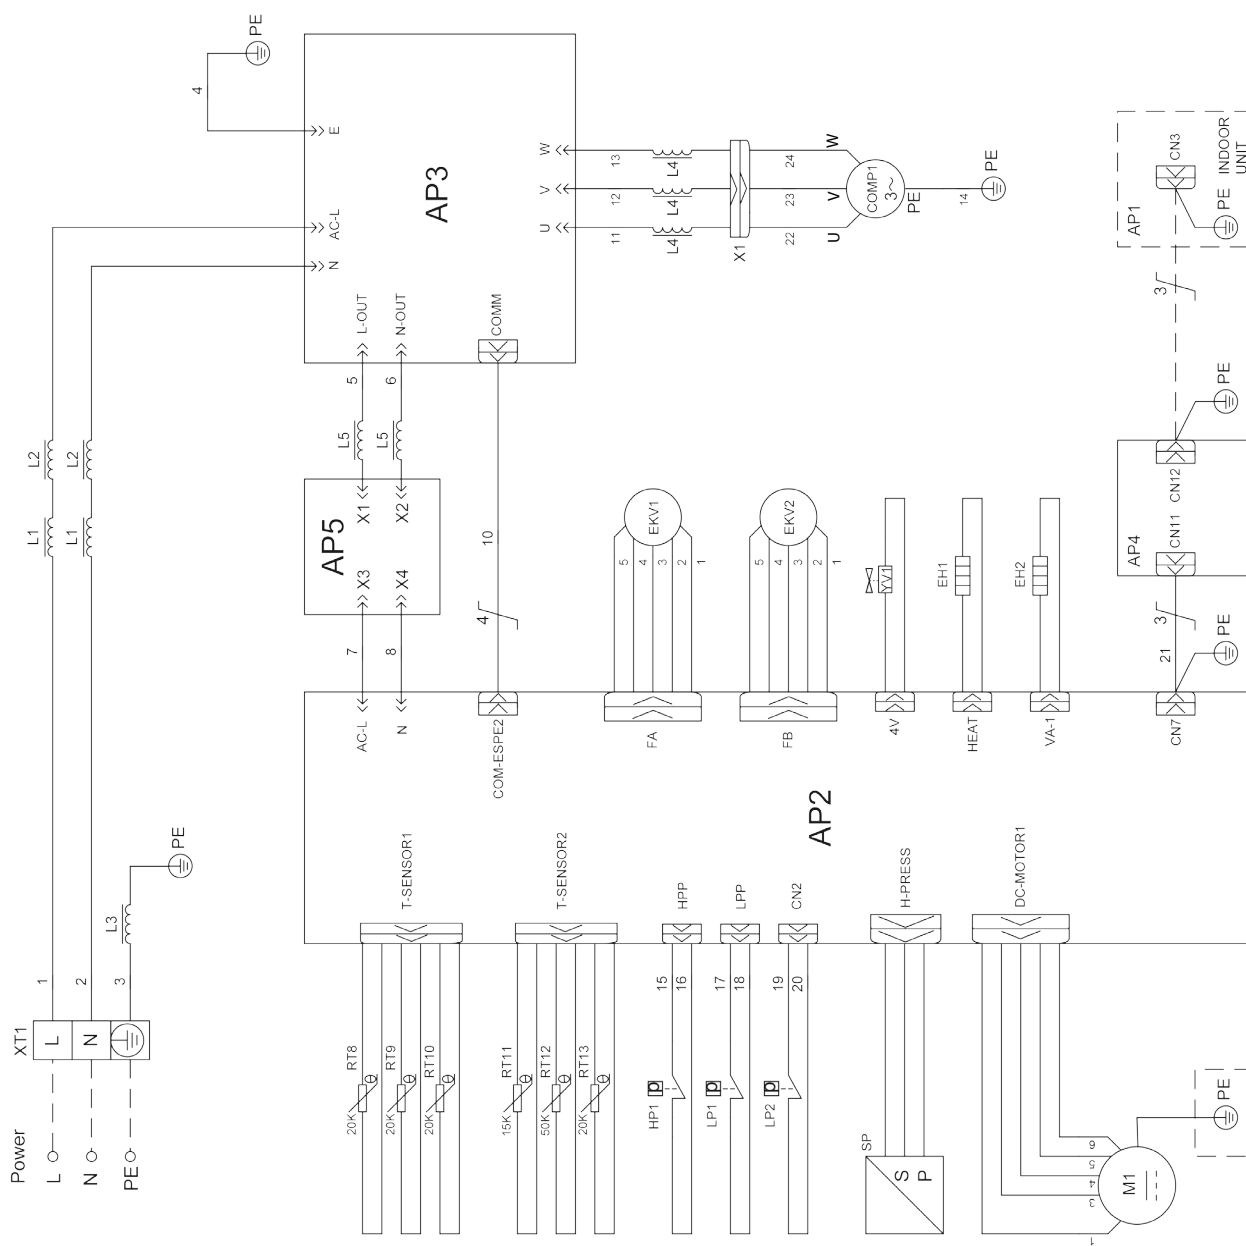 Power
L
N
PE
XT1
L
N
1
2
3
L3
PE
L1
L2
L1
L2
4
PE
E
AC-L
N
AP3
W
V
U
L-OUT
N-OUT
COMM
5
6
L5
L5
AP5
X1
X2
X3
X4
7
8
10
4
13
12
11
L4
L4
L4
X1
24
23
22
W
V
U
COMP1
3~
PE
14
PE
AP1
CN3
PE
INDOOR
UNIT
3
PE
AP4
CN12
CN11
3
21
PE
CN7
AC-L
N
COM-ESPE2
FA
FB
4V
HEAT
VA-1
EKV1
5
4
3
2
1
EKV2
5
4
3
2
1
YV1
EH1
EH2
AP2
T-SENSOR1
T-SENSOR2
HPP
LPP
CN2
H-PRESS
DC-MOTOR1
RT8
20K
θ
RT9
20K
θ
RT10
20K
θ
RT11
15K
θ
RT12
50K
θ
RT13
20K
θ
15
16
17
18
19
20
HP1
P
LP1
P
LP2
P
SP
S
P
M1
6
5
4
3
1
PE